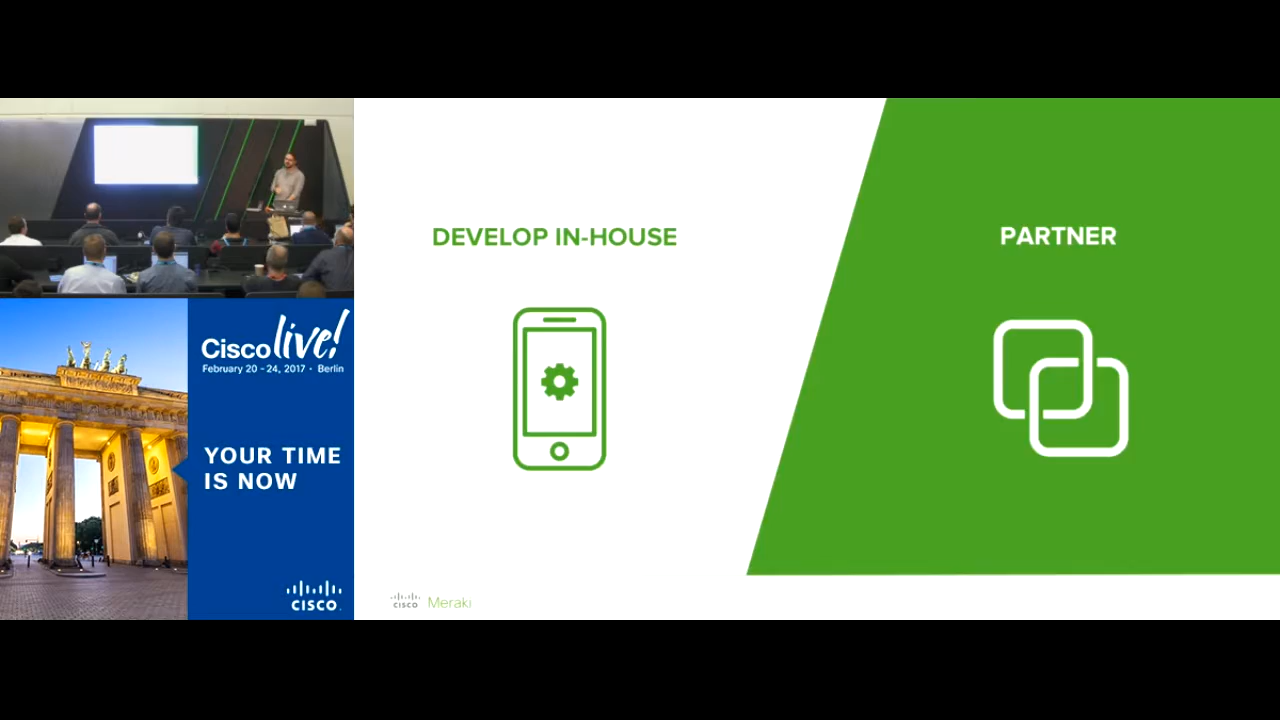 Cisco live!
February 20 - 24, 2017 • Berlin
YOUR TIME
IS NOW
CISCO
DEVELOP IN-HOUSE
PARTNER
CISCO Meraki